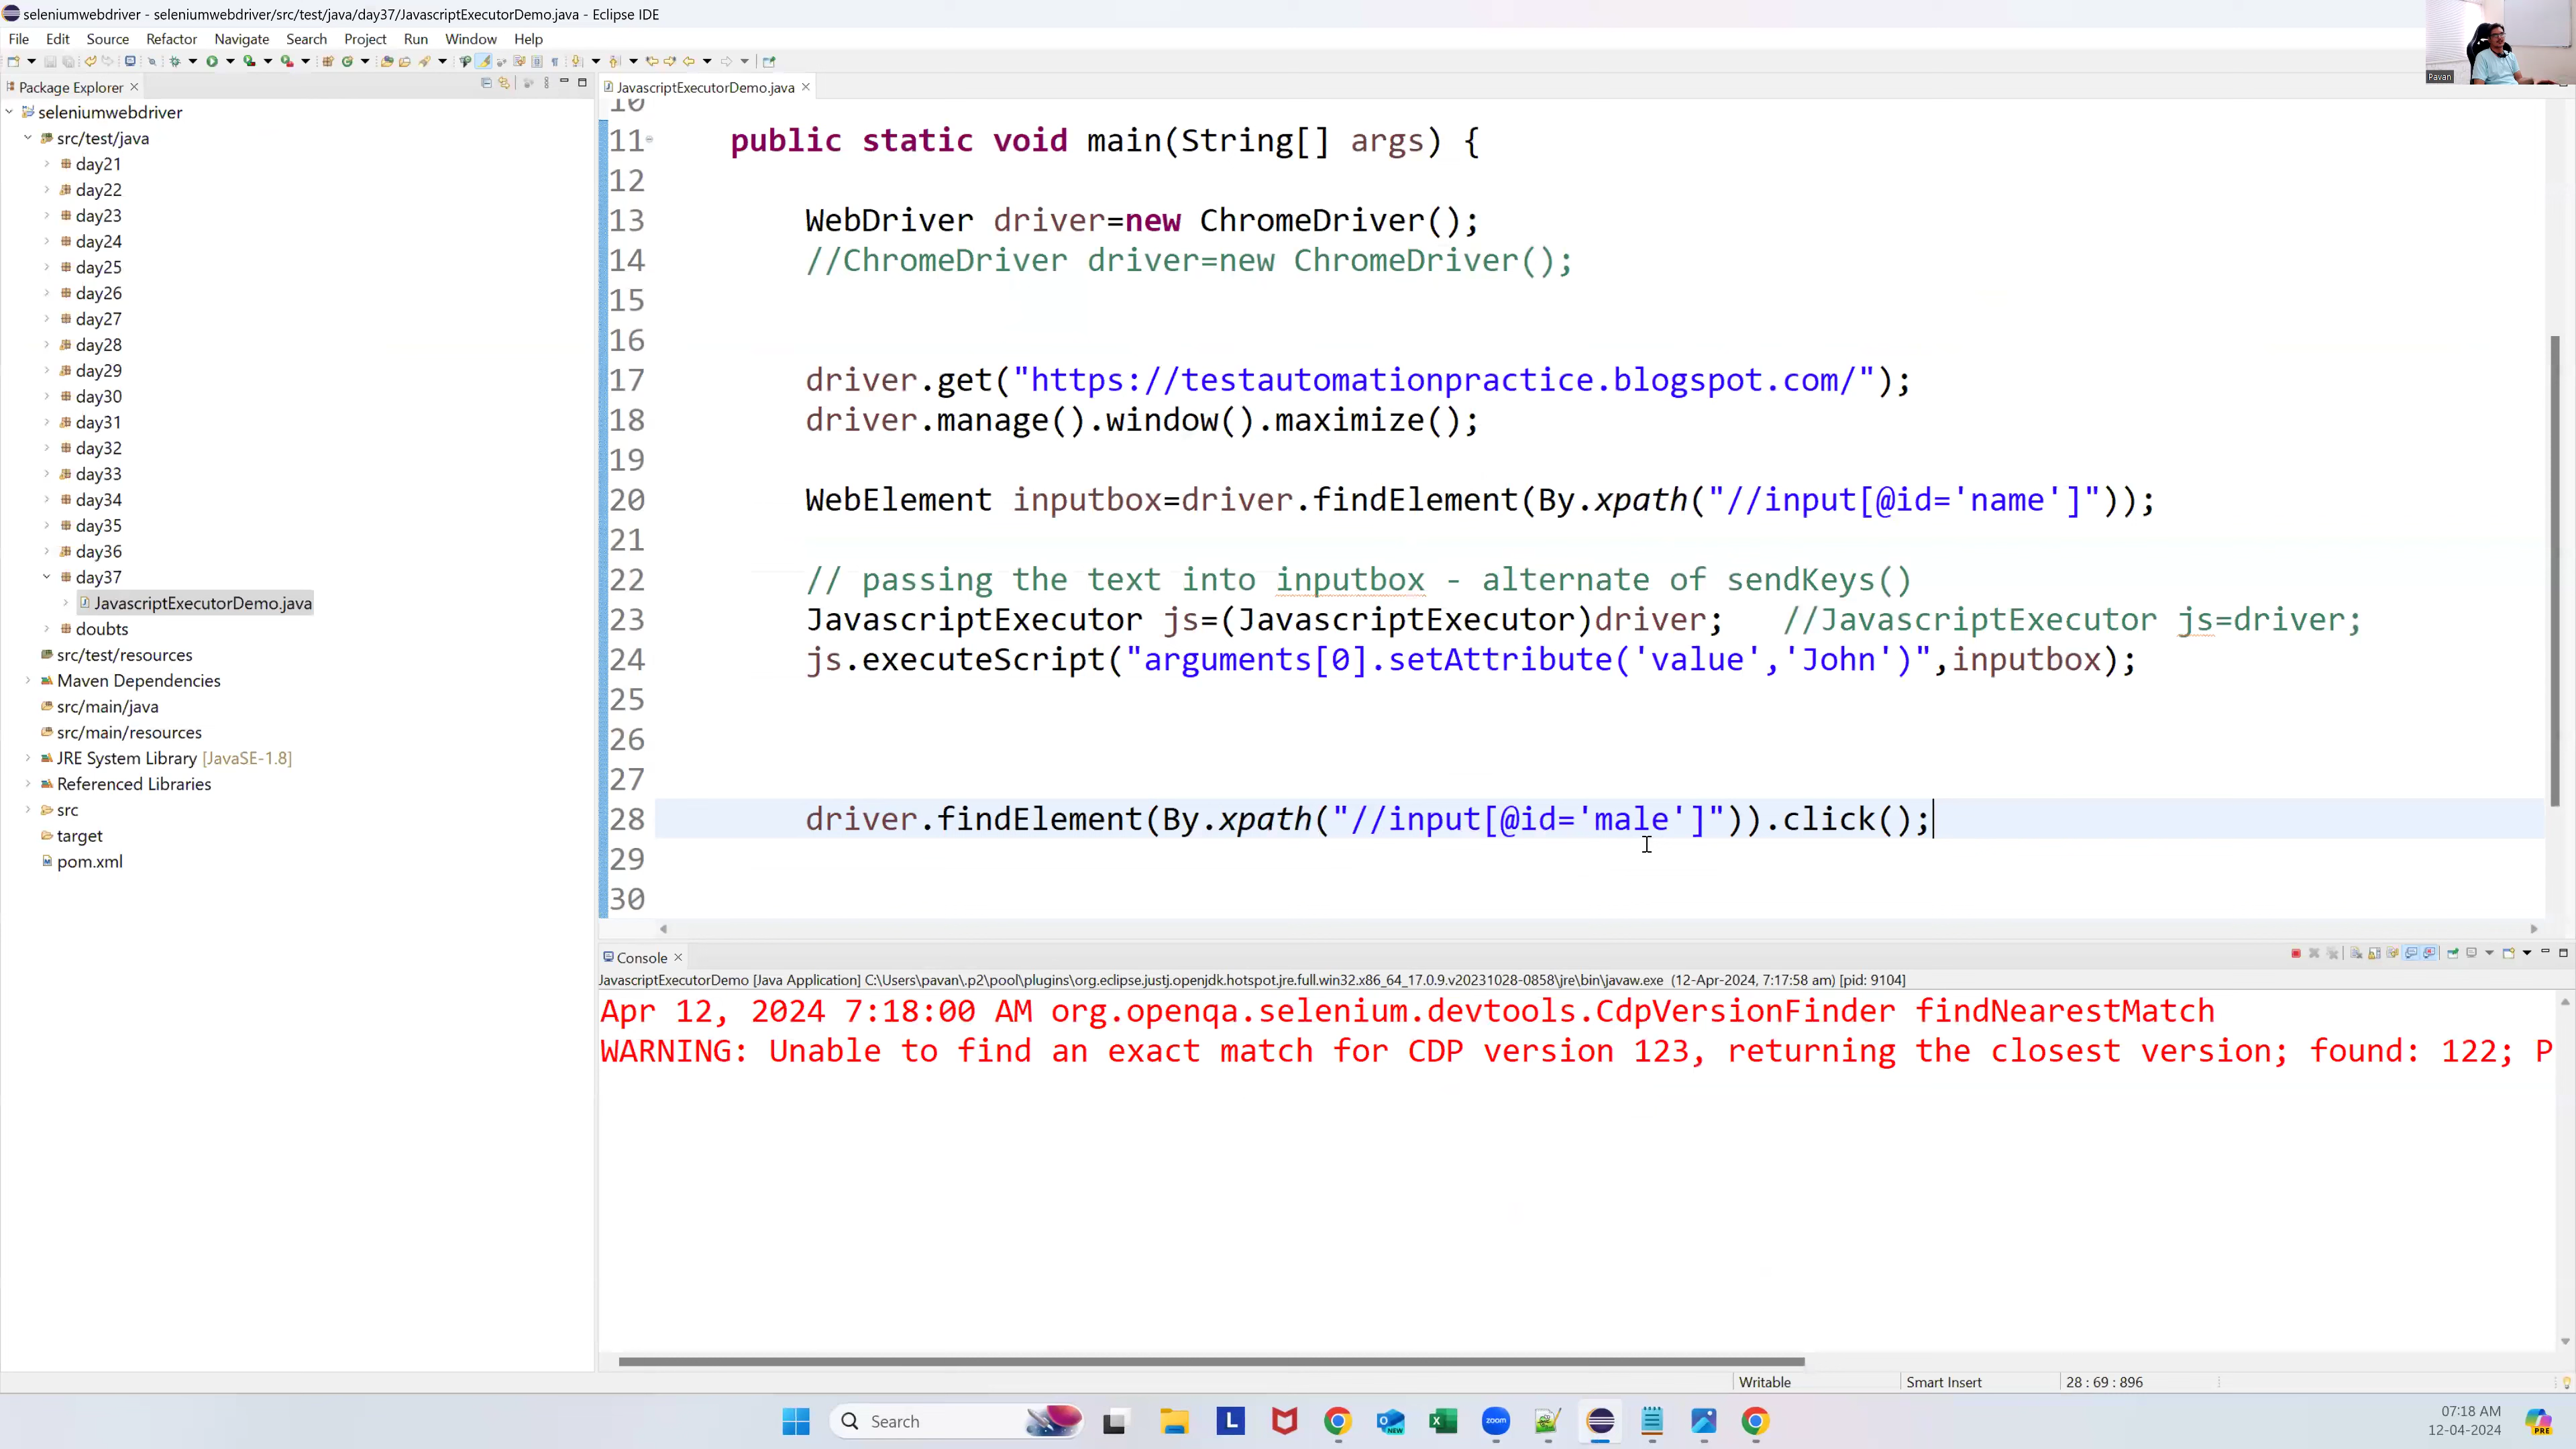 seleniumwebdriver - seleniumwebdriver/src/test/java/day37/JavascriptExecutorDemo.java - Eclipse IDE
File Edit Source Refactor Navigate Search Project Run Window Help
Pavan
Package Explorer
JavascriptExecutorDemo.java
seleniumwebdriver
src/test/java
day21
day22
day23
day24
day25
day26
day27
day28
day29
day30
day31
day32
day33
day34
day35
day36
day37
JavascriptExecutorDemo.java
doubts
src/test/resources
Maven Dependencies
src/main/java
src/main/resources
JRE System Library [JavaSE-1.8]
Referenced Libraries
src
target
pom.xml
10
11 public static void main(String[] args) {
12
13 WebDriver driver=new ChromeDriver();
14 //ChromeDriver driver=new ChromeDriver();
15
16
17 driver.get("https://testautomationpractice.blogspot.com/");
18 driver.manage().window().maximize();
19
20 WebElement inputbox=driver.findElement(By.xpath("//input[@id='name']"));
21
22 // passing the text into inputbox - alternate of sendKeys()
23 JavascriptExecutor js=(JavascriptExecutor)driver; //JavascriptExecutor js=driver;
24 js.executeScript("arguments[0].setAttribute('value','John')",inputbox);
25
26
27
28 driver.findElement(By.xpath("//input[@id='male']")).click();
29
30
Console
JavascriptExecutorDemo [Java Application] C:\Users\pavan\.p2\pool\plugins\org.eclipse.justj.openjdk.hotspot.jre.full.win32.x86_64_17.0.9.v20231028-0858\jre\bin\javaw.exe (12-Apr-2024, 7:17:58 am) [pid: 9104]
Apr 12, 2024 7:18:00 AM org.openqa.selenium.devtools.CdpVersionFinder findNearestMatch
WARNING: Unable to find an exact match for CDP version 123, returning the closest version; found: 122; P
Writable Smart Insert 28 : 69 : 896
Search
L
zoom
07:18 AM
12-04-2024
PRE